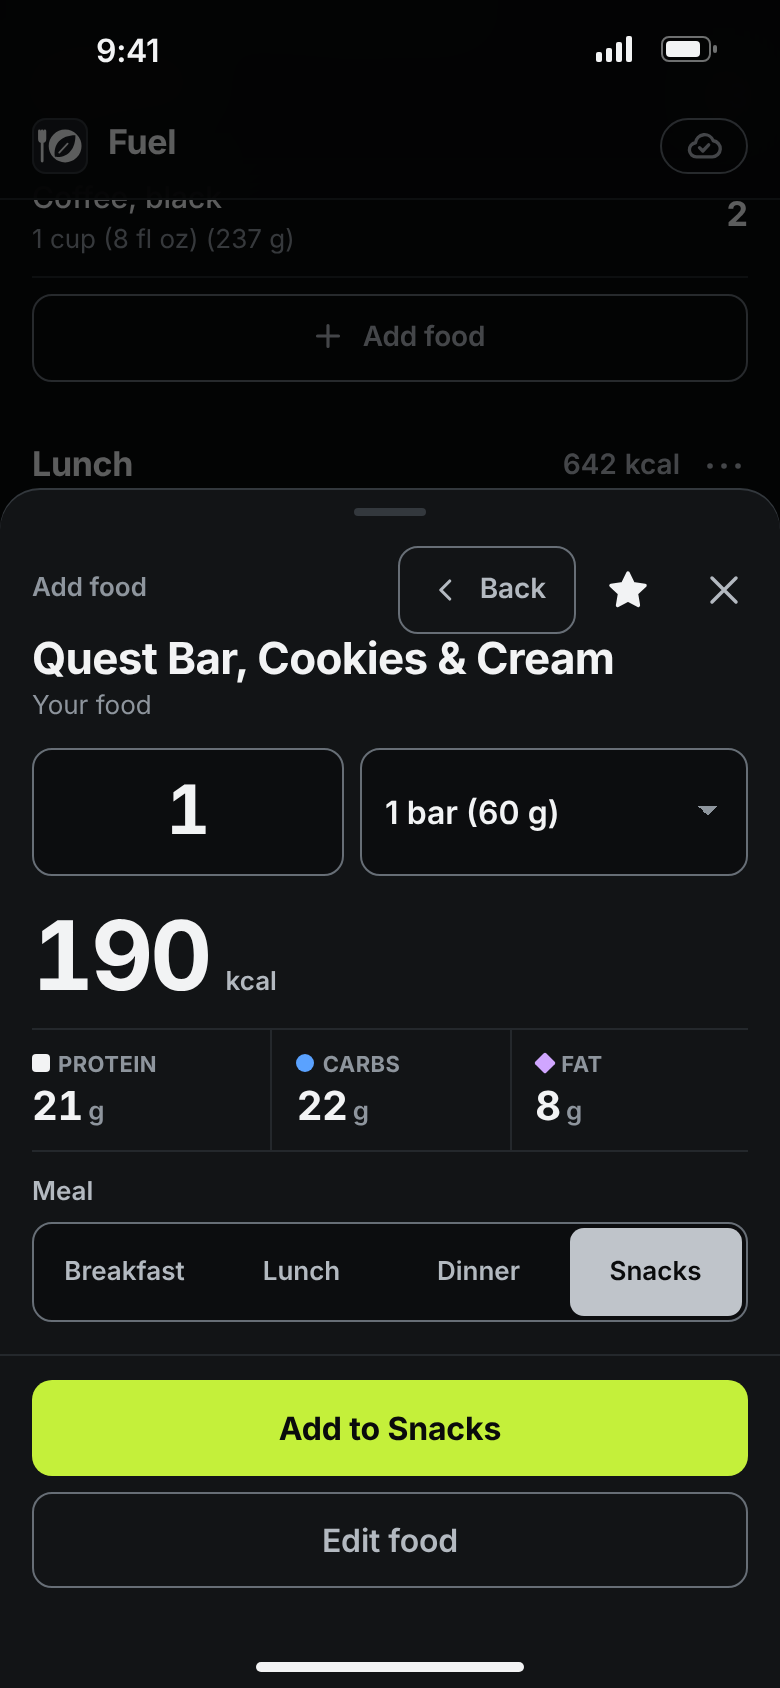 9:41
Fuel
Coffee, black
2
1 cup (8 fl oz) (237 g)
Add food
Lunch
642 kcal
Add food
Back
Quest Bar, Cookies & Cream
Your food
1
1 bar (60 g)
190 kcal
PROTEIN
21 g
CARBS
22 g
FAT
8 g
Meal
Breakfast
Lunch
Dinner
Snacks
Add to Snacks
Edit food